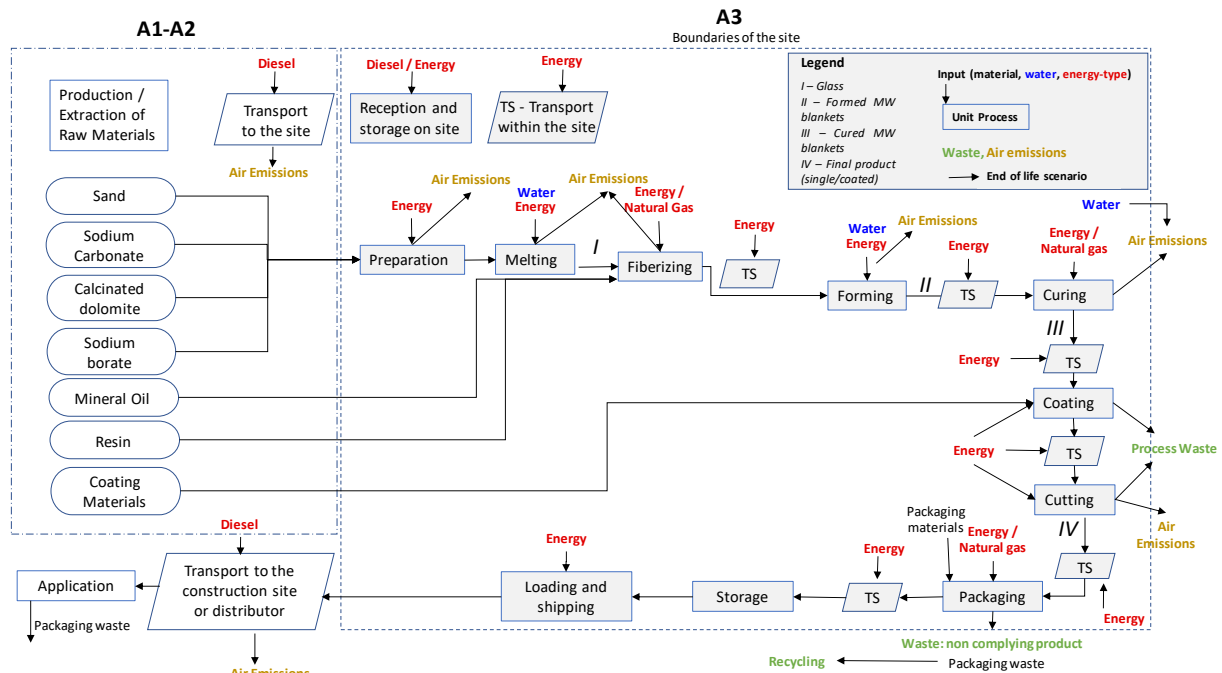 A1-A2
A3
Boundaries of the site
Production /
Extraction of
Raw Materials
Diesel
Transport
to the site
Air Emissions
Diesel / Energy
Reception and
storage on site
Energy
TS - Transport
within the site
Legend
I – Glass
II – Formed MW
blankets
III – Cured MW
blankets
IV – Final product
(single/coated)
Input (material, water, energy-type)
Unit Process
Waste, Air emissions
End of life scenario
Sand
Sodium
Carbonate
Calcinated
dolomite
Sodium
borate
Mineral Oil
Resin
Coating
Materials
Air Emissions
Energy
Preparation
Water
Energy
Melting
I
Air Emissions
Energy /
Natural Gas
Fiberizing
Energy
TS
Water
Energy
Air Emissions
Forming
II
Energy
TS
Energy /
Natural gas
Curing
Water
Air Emissions
III
Energy
TS
Coating
Energy
TS
Process Waste
Cutting
IV
Air
Emissions
TS
Energy
Packaging
materials
Energy /
Natural gas
Packaging
Energy
TS
Storage
Energy
Loading and
shipping
Diesel
Transport to the
construction site
or distributor
Application
Packaging waste
Air Emissions
Waste: non complying product
Recycling
Packaging waste